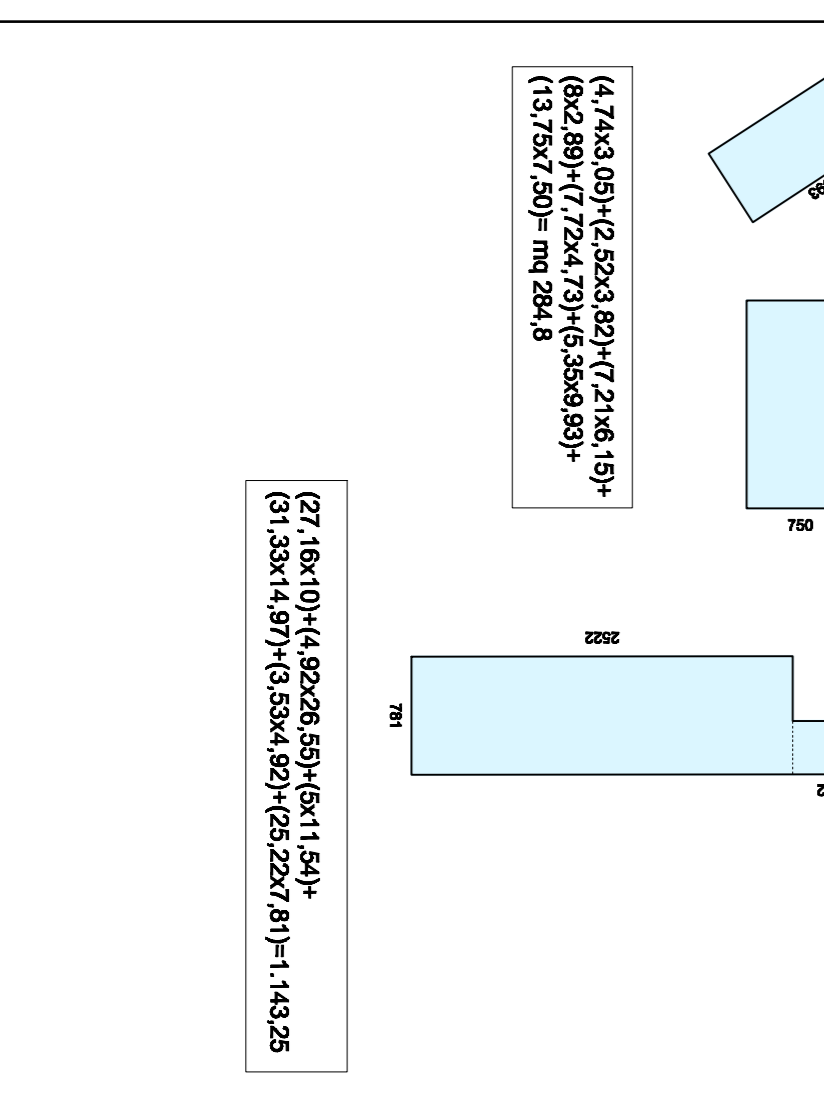 (4,74x3,05)+(2,52x3,82)+(7,21x6,15)+
(8x2,89)+(7,72x4,73)+(5,35x9,93)+
(13,75x7,50)= mq 284,8
750
2522
781
(27,16x10)+(4,92x26,55)+(5x11,54)+
(31,33x14,97)+(3,53x4,92)+(25,22x7,81)=1.143,25